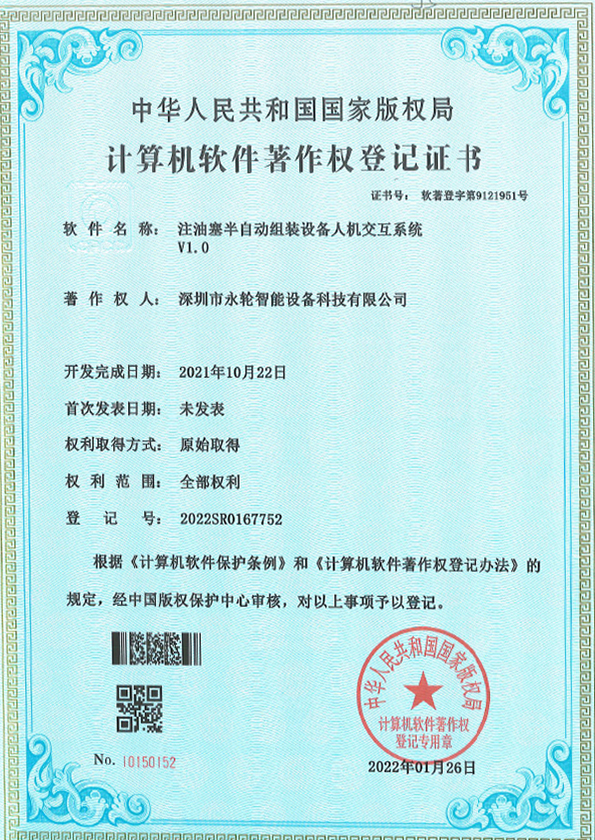 中华人民共和国国家版权局
计算机软件著作权登记证书
证书号： 软著登字第9121951号
软件名称： 注油塞半自动组装设备人机交互系统
V1.0
著作权人： 深圳市永轮智能设备科技有限公司
开发完成日期： 2021年10月22日
首次发表日期： 未发表
权利取得方式： 原始取得
权利范围： 全部权利
登记号： 2022SR0167752
根据《计算机软件保护条例》和《计算机软件著作权登记办法》的
规定，经中国版权保护中心审核，对以上事项予以登记。
中华人民共和国国家版权局
计算机软件著作权
登记专用章
No. 10150152
2022年01月26日